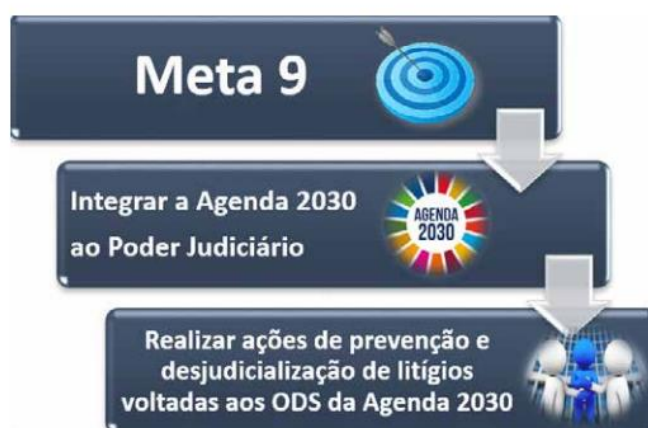 Meta 9
Integrar a Agenda 2030
ao Poder Judiciário
AGENDA
2030
Realizar ações de prevenção e
desjudicialização de litígios
voltadas aos ODS da Agenda 2030